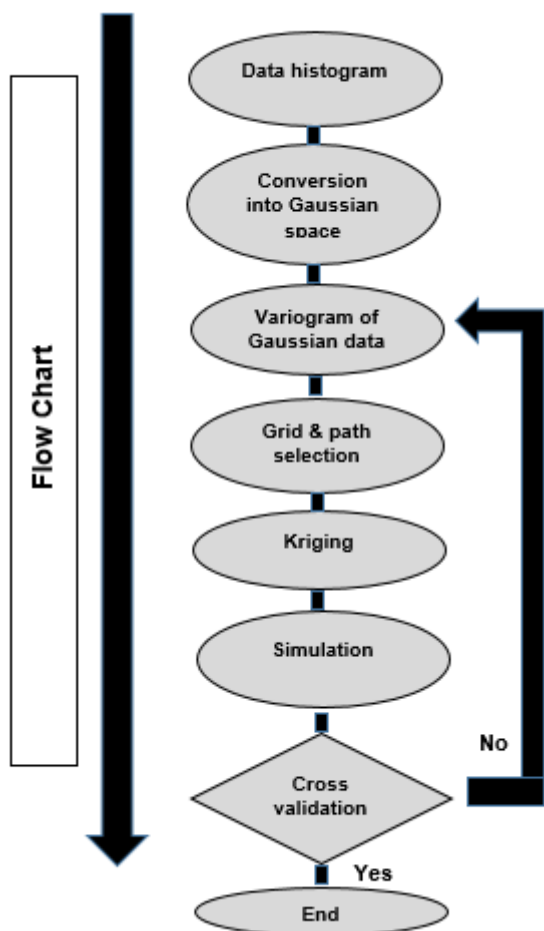 Flow Chart
Data histogram
Conversion
into Gaussian
space
Variogram of
Gaussian data
Grid & path
selection
Kriging
Simulation
No
Cross
validation
Yes
End